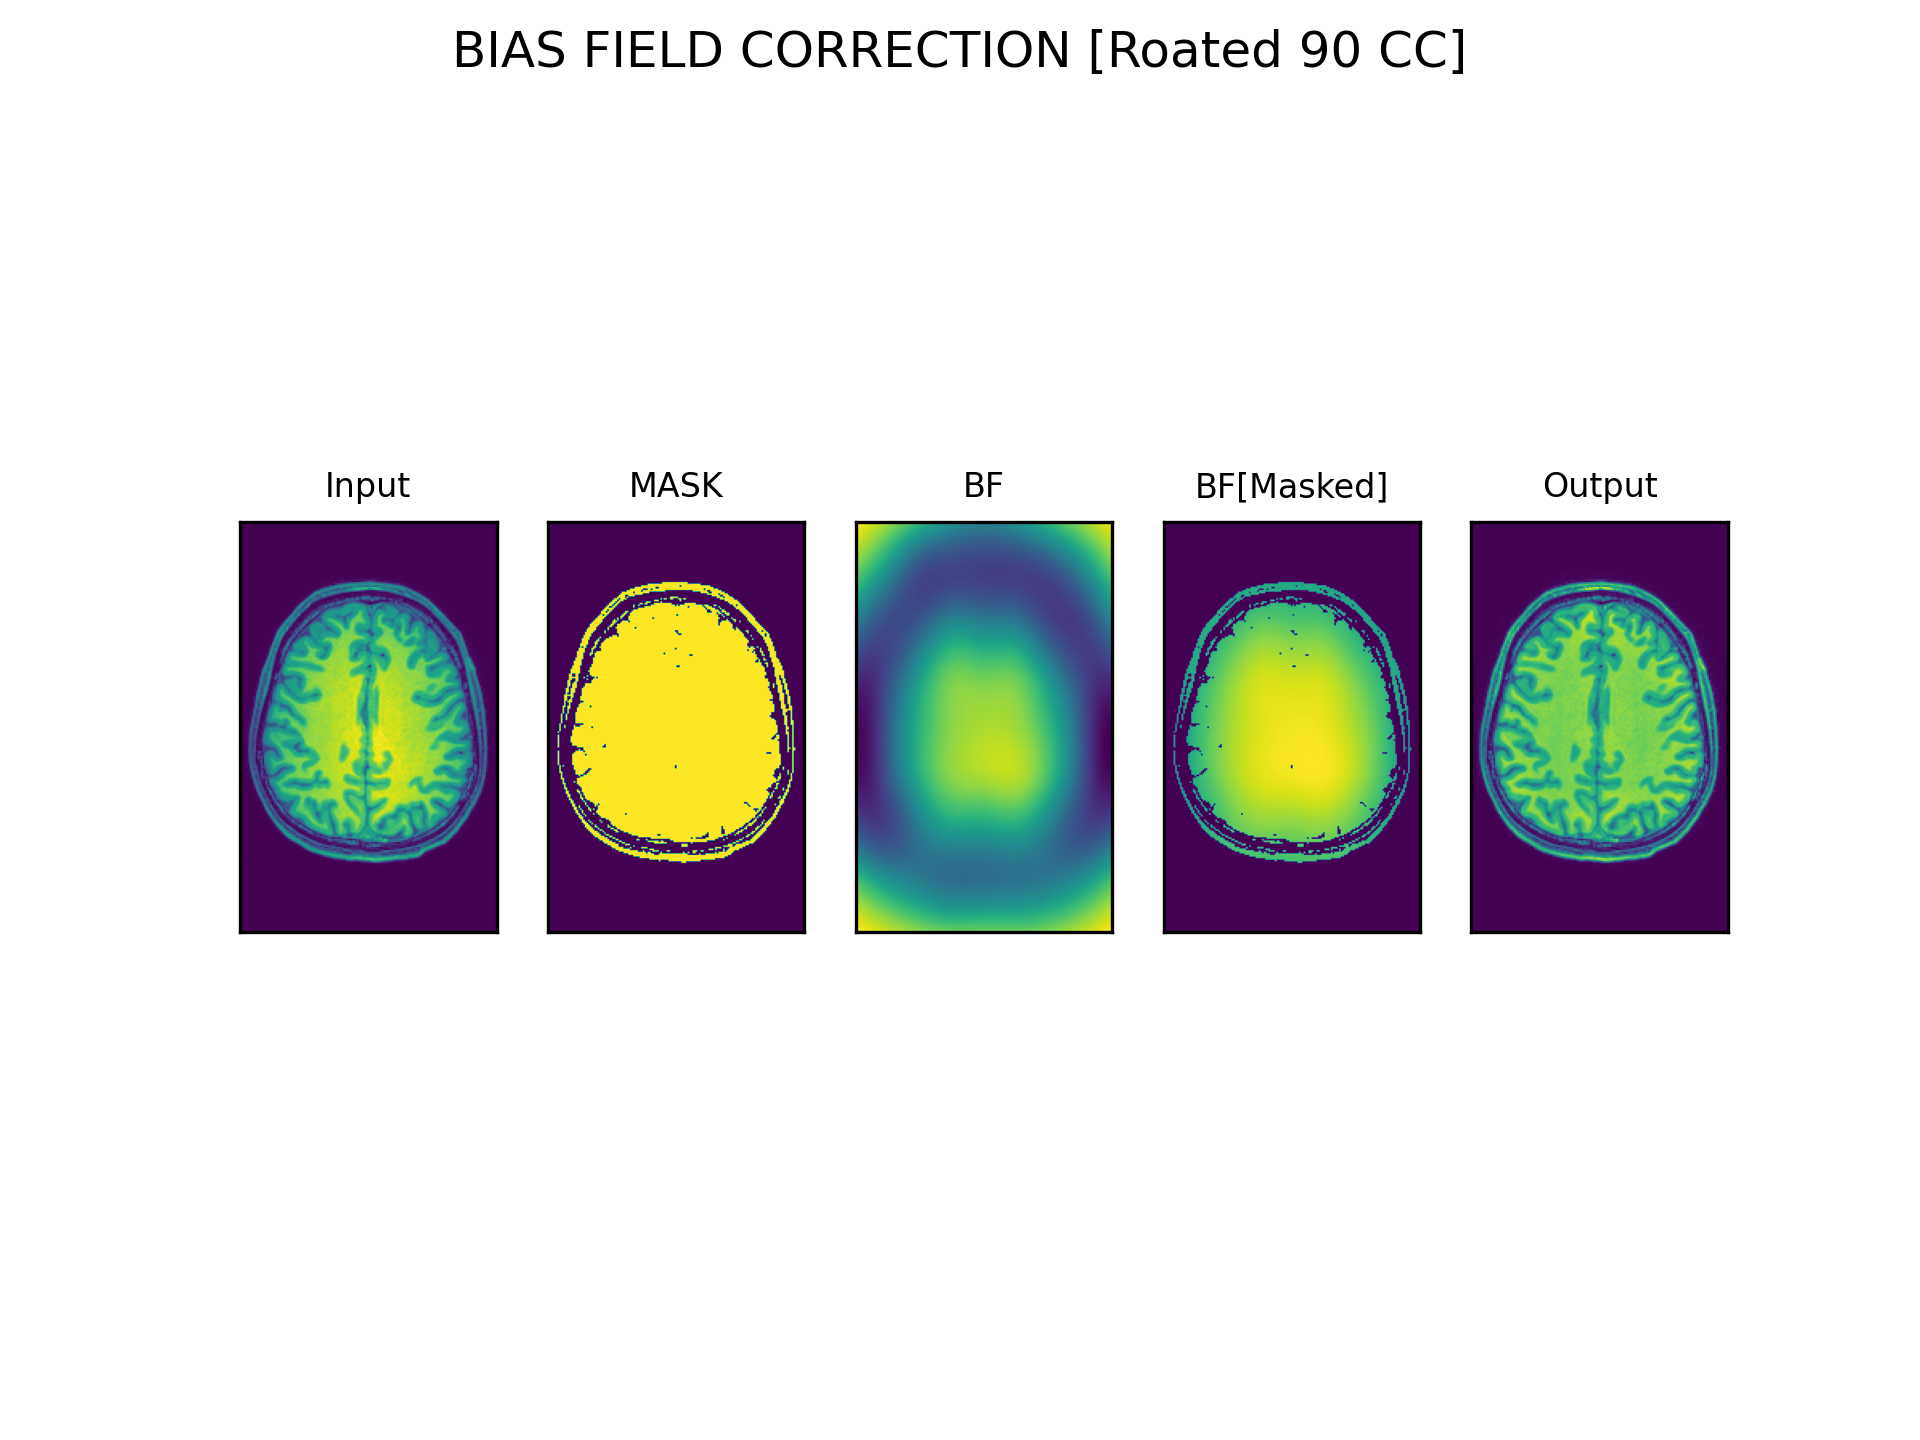 BIAS FIELD CORRECTION [Roated 90 CC]
Input
MASK
BF
BF[Masked]
Output